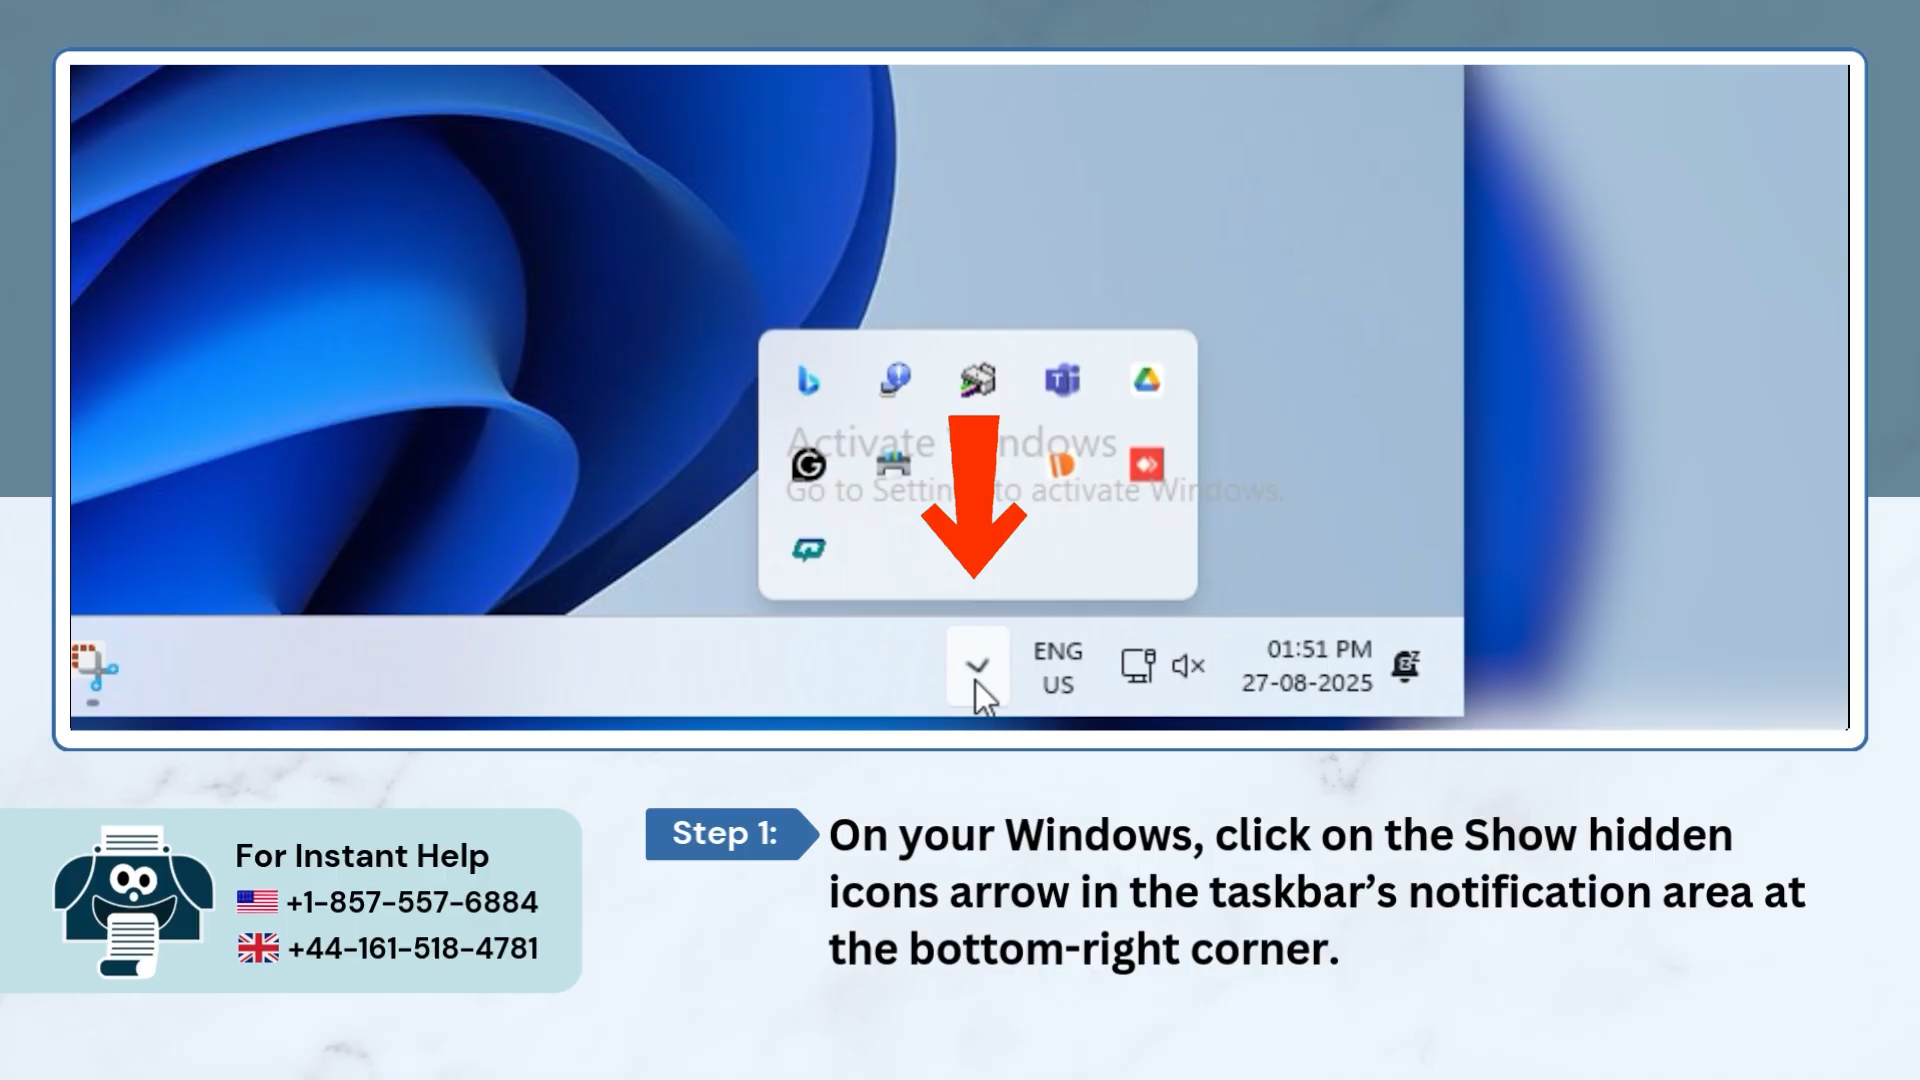 Activate Windows
Go to Settin to activate Windows.
ENG
US
01:51 PM
27-08-2025
For Instant Help
+1-857-557-6884
+44-161-518-4781
Step 1:
On your Windows, click on the Show hidden
icons arrow in the taskbar’s notification area at
the bottom-right corner.